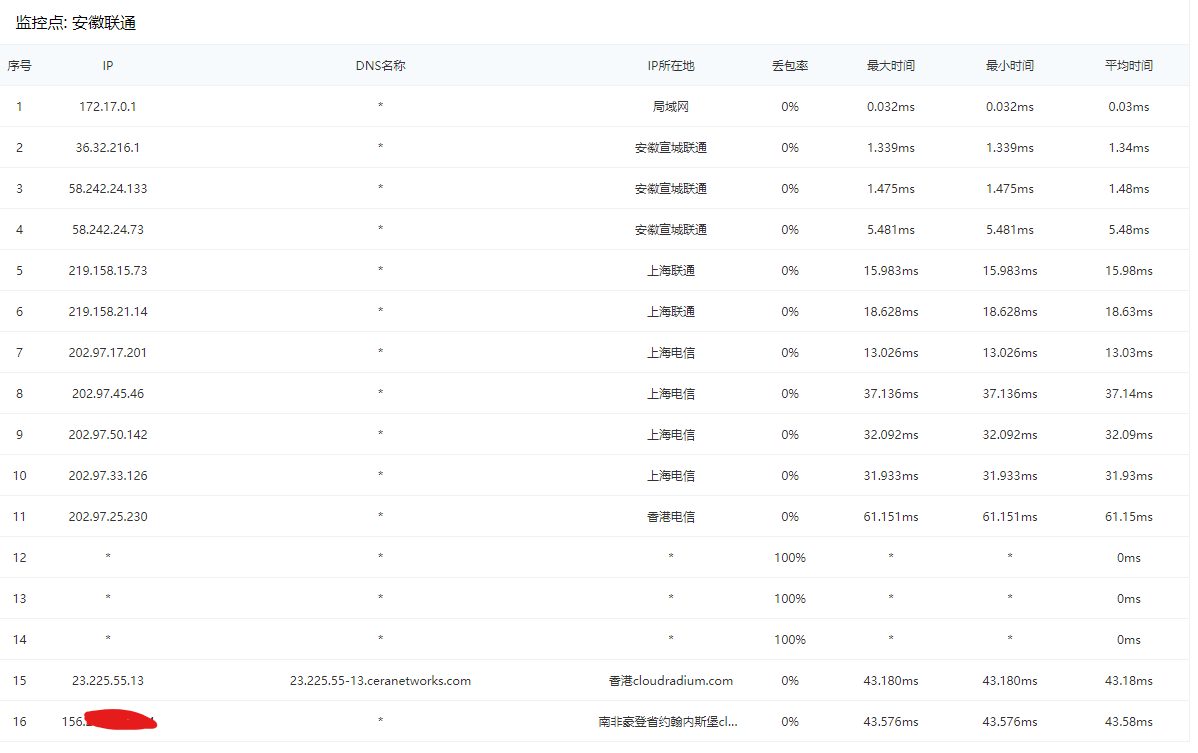 监控点: 安徽联通
序号 IP DNS名称 IP所在地 丢包率 最大时间 最小时间 平均时间
1 172.17.0.1 * 局域网 0% 0.032ms 0.032ms 0.03ms
2 36.32.216.1 * 安徽宣城联通 0% 1.339ms 1.339ms 1.34ms
3 58.242.24.133 * 安徽宣城联通 0% 1.475ms 1.475ms 1.48ms
4 58.242.24.73 * 安徽宣城联通 0% 5.481ms 5.481ms 5.48ms
5 219.158.15.73 * 上海联通 0% 15.983ms 15.983ms 15.98ms
6 219.158.21.14 * 上海联通 0% 18.628ms 18.628ms 18.63ms
7 202.97.17.201 * 上海电信 0% 13.026ms 13.026ms 13.03ms
8 202.97.45.46 * 上海电信 0% 37.136ms 37.136ms 37.14ms
9 202.97.50.142 * 上海电信 0% 32.092ms 32.092ms 32.09ms
10 202.97.33.126 * 上海电信 0% 31.933ms 31.933ms 31.93ms
11 202.97.25.230 * 香港电信 0% 61.151ms 61.151ms 61.15ms
12 * * * 100% * * 0ms
13 * * * 100% * * 0ms
14 * * * 100% * * 0ms
15 23.225.55.13 23.225.55-13.ceranetworks.com 香港cloudradium.com 0% 43.180ms 43.180ms 43.18ms
16 156. * 南非豪登省约翰内斯堡cl... 0% 43.576ms 43.576ms 43.58ms